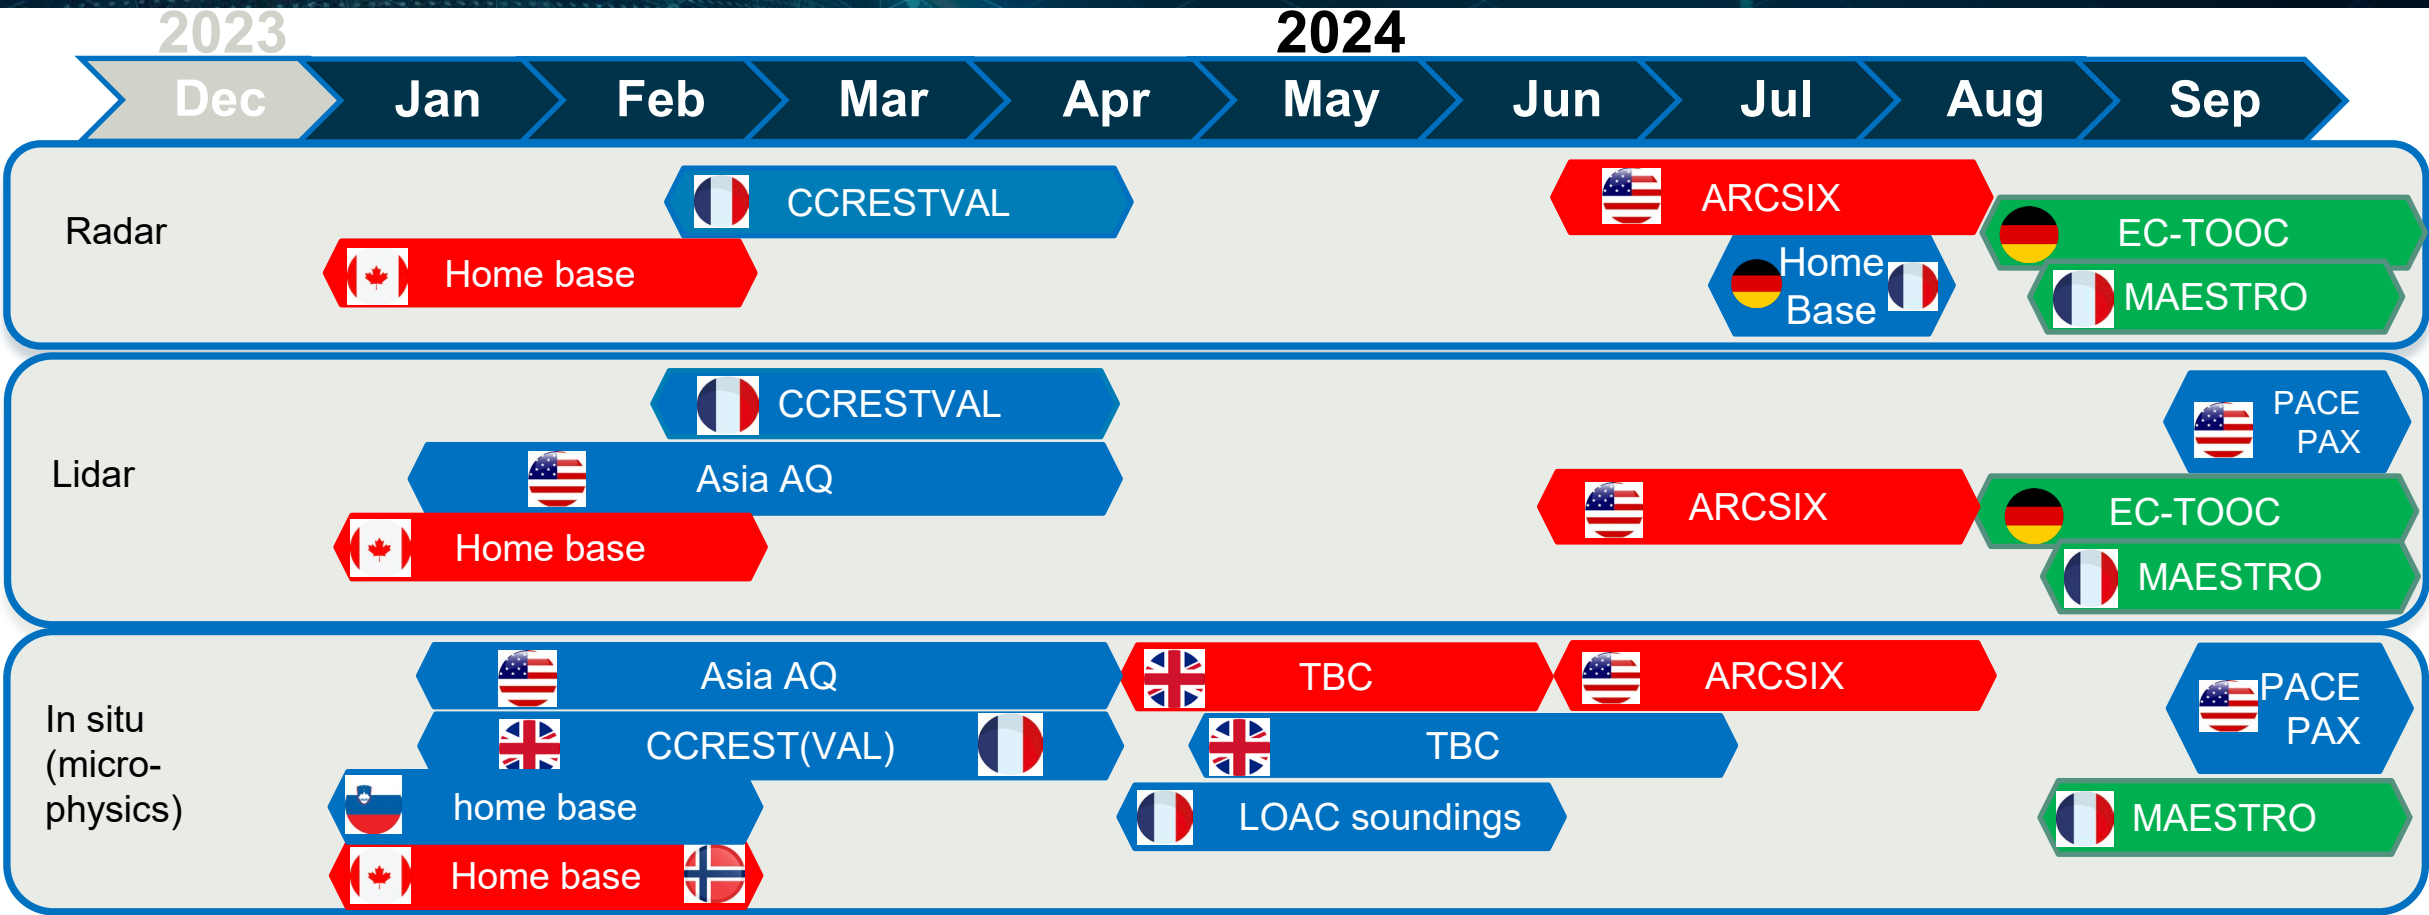 2023
2024
Dec
Jan
Feb
Mar
Apr
May
Jun
Jul
Aug
Sep
Radar
CCRESTVAL
Home base
ARCSIX
Home
Base
EC-TOOC
MAESTRO
Lidar
CCRESTVAL
Asia AQ
Home base
ARCSIX
PACE
PAX
EC-TOOC
MAESTRO
In situ
(micro-
physics)
Asia AQ
CCREST(VAL)
home base
Home base
TBC
TBC
LOAC soundings
ARCSIX
PACE
PAX
MAESTRO